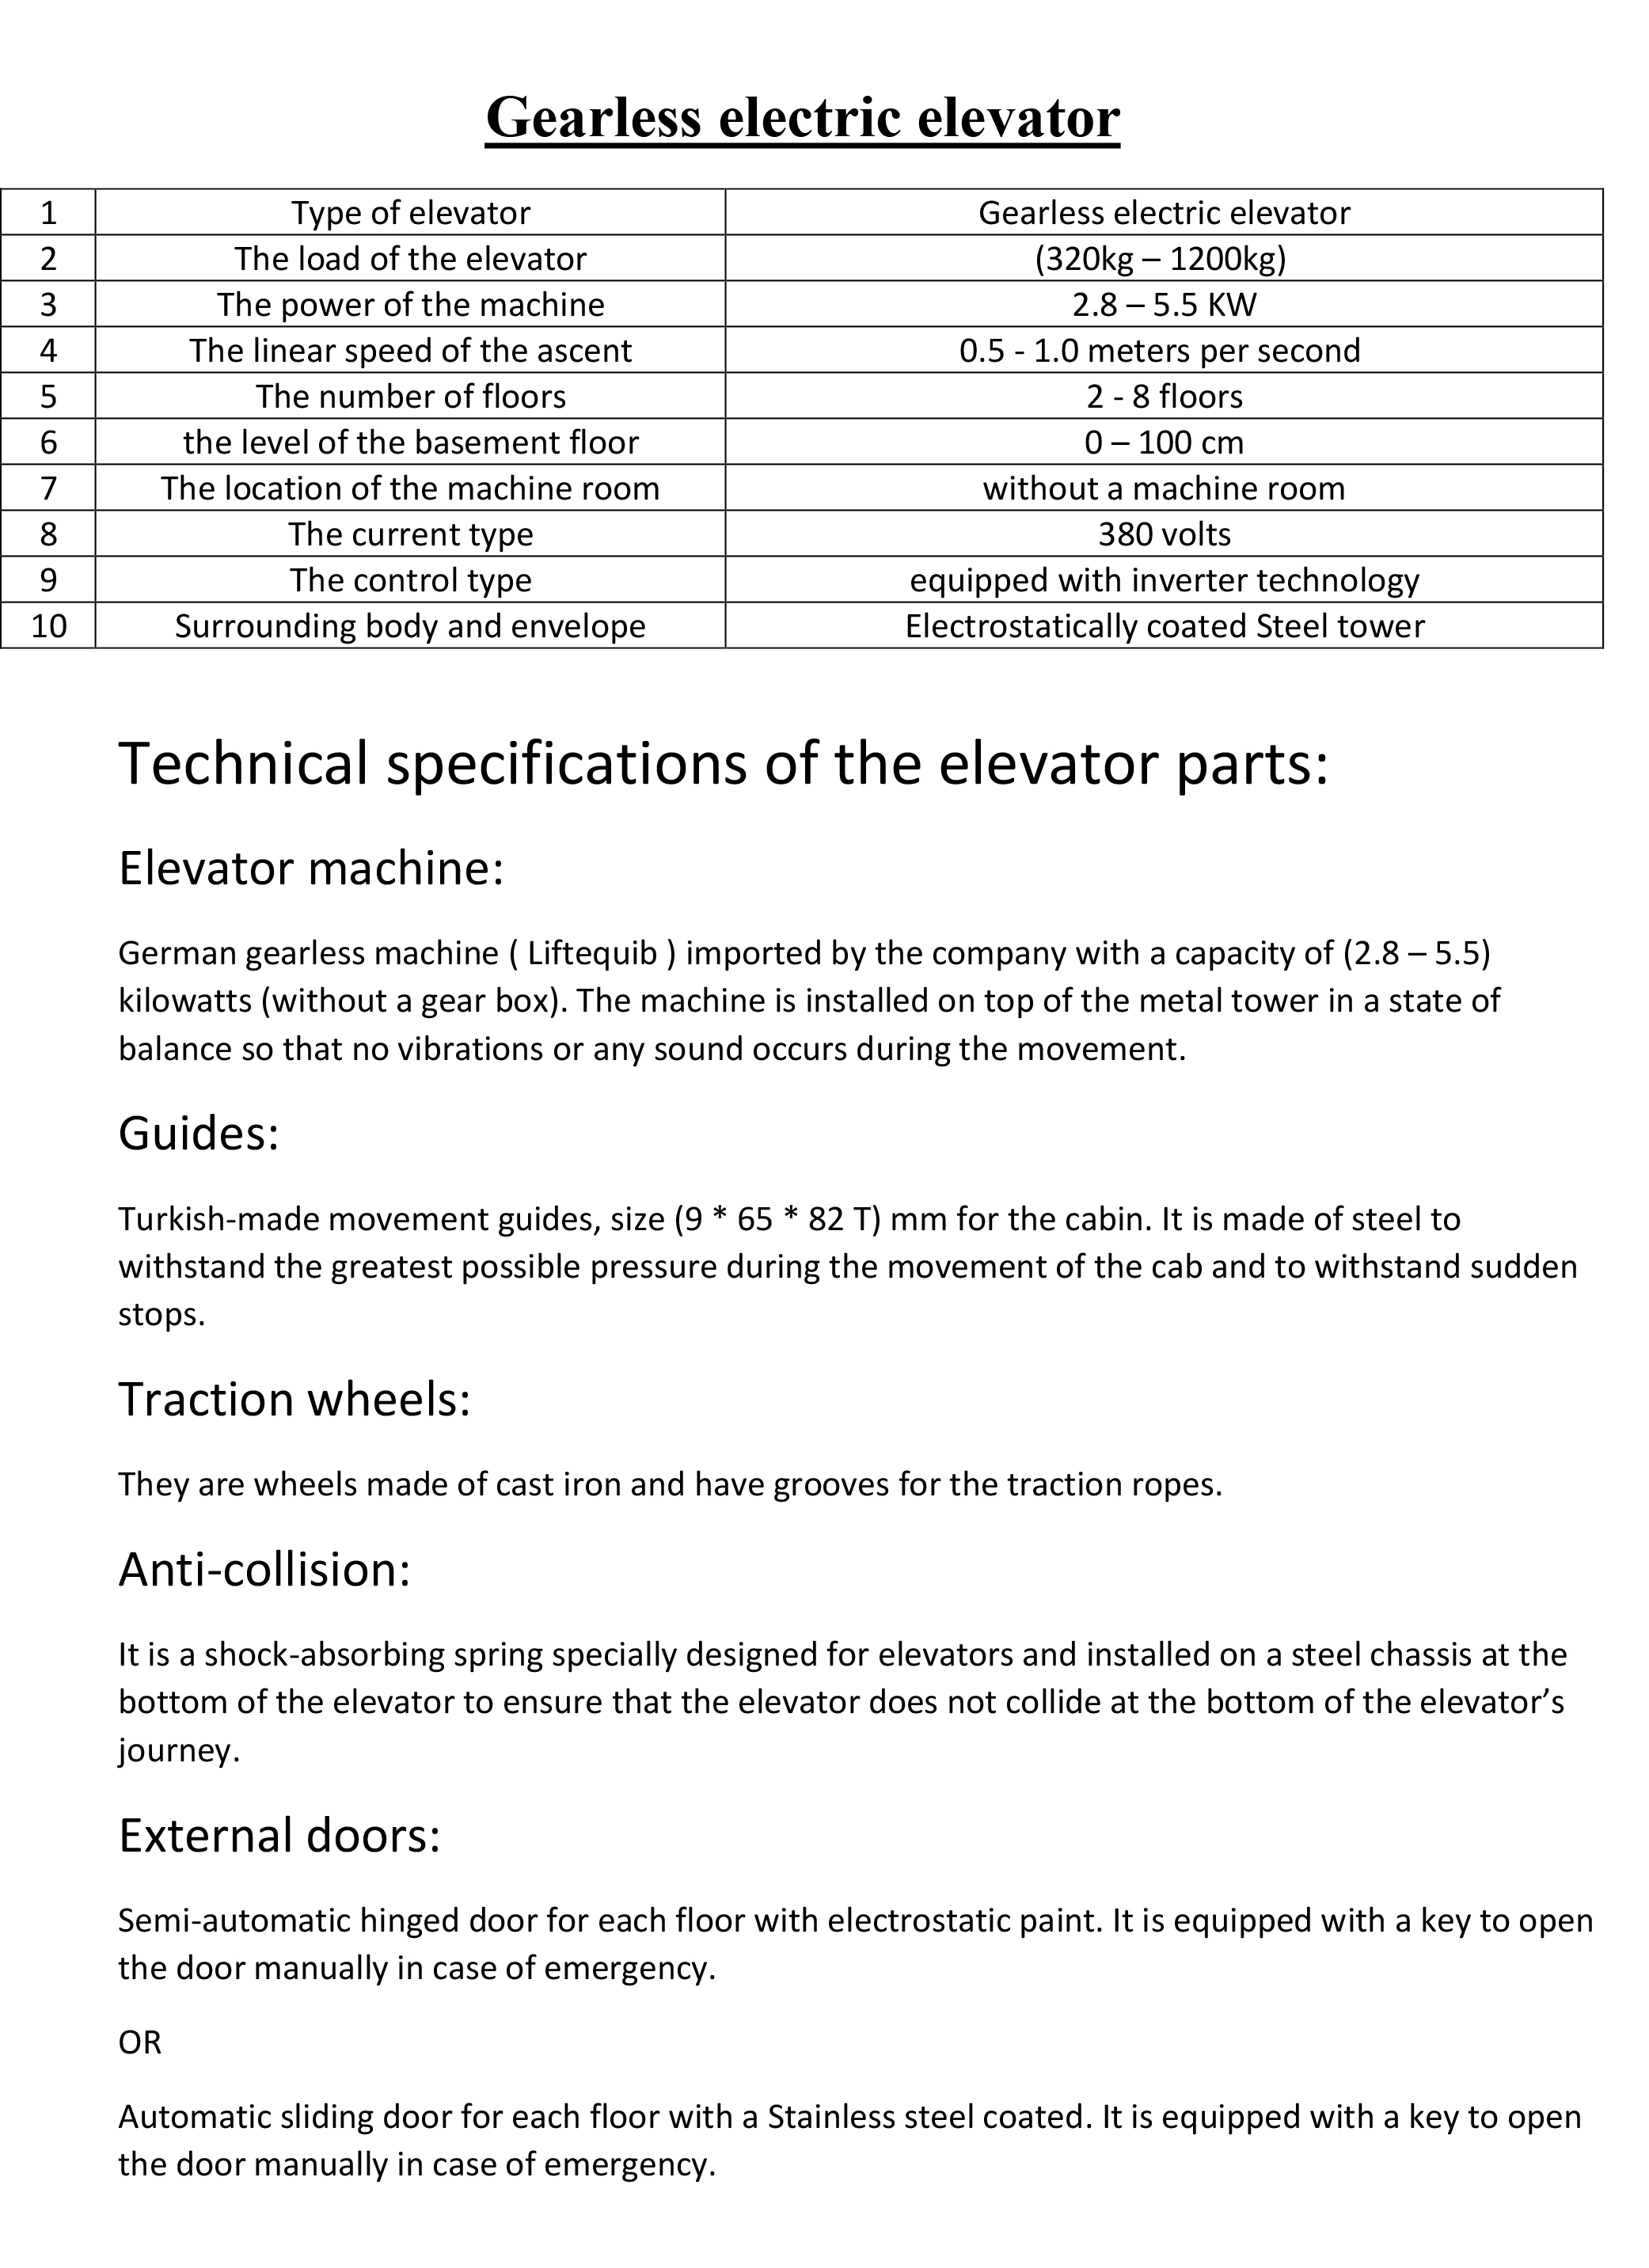 Gearless electric elevator
1 Type of elevator Gearless electric elevator
2 The load of the elevator (320kg – 1200kg)
3 The power of the machine 2.8 – 5.5 KW
4 The linear speed of the ascent 0.5 - 1.0 meters per second
5 The number of floors 2 - 8 floors
6 the level of the basement floor 0 – 100 cm
7 The location of the machine room without a machine room
8 The current type 380 volts
9 The control type equipped with inverter technology
10 Surrounding body and envelope Electrostatically coated Steel tower
Technical specifications of the elevator parts:
Elevator machine:
German gearless machine ( Liftequib ) imported by the company with a capacity of (2.8 – 5.5)
kilowatts (without a gear box). The machine is installed on top of the metal tower in a state of
balance so that no vibrations or any sound occurs during the movement.
Guides:
Turkish-made movement guides, size (9 * 65 * 82 T) mm for the cabin. It is made of steel to
withstand the greatest possible pressure during the movement of the cab and to withstand sudden
stops.
Traction wheels:
They are wheels made of cast iron and have grooves for the traction ropes.
Anti-collision:
It is a shock-absorbing spring specially designed for elevators and installed on a steel chassis at the
bottom of the elevator to ensure that the elevator does not collide at the bottom of the elevator’s
journey.
External doors:
Semi-automatic hinged door for each floor with electrostatic paint. It is equipped with a key to open
the door manually in case of emergency.
OR
Automatic sliding door for each floor with a Stainless steel coated. It is equipped with a key to open
the door manually in case of emergency.